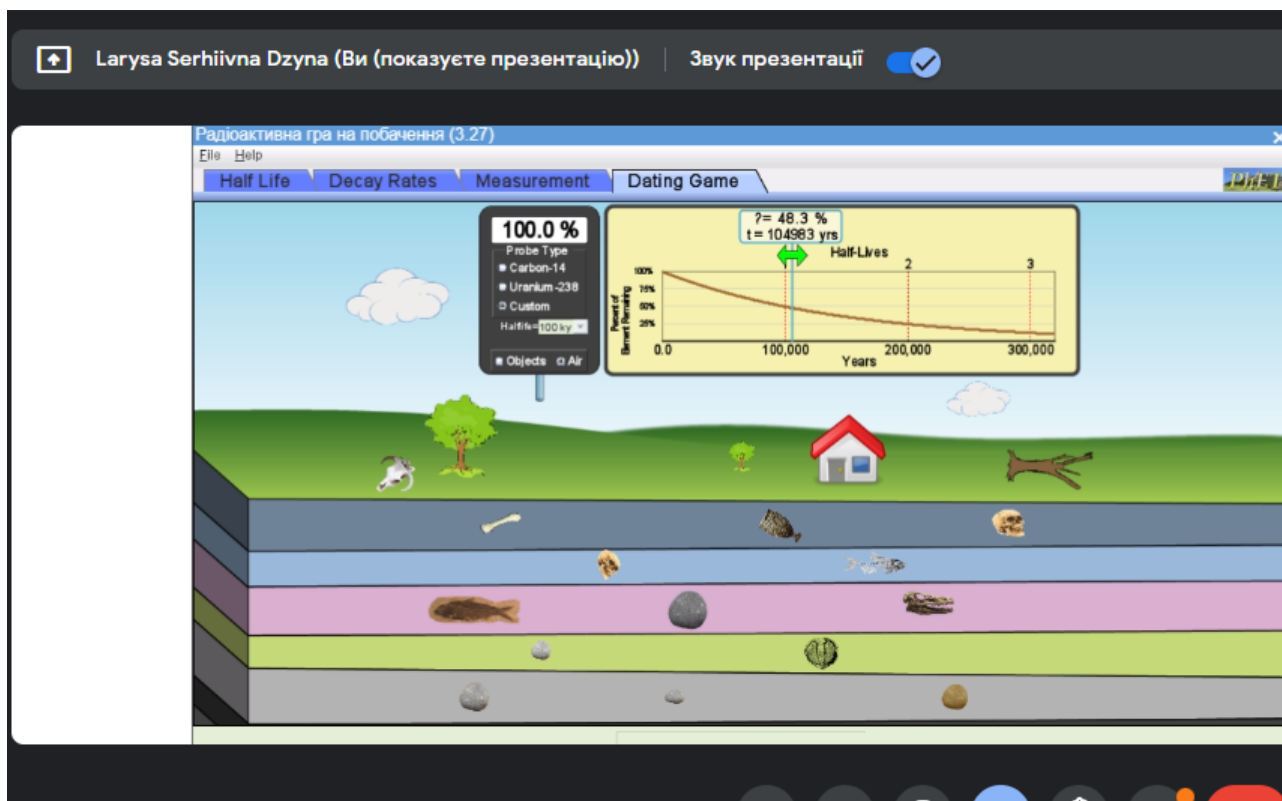 Larysa Serhiivna Dzyna (Ви (показуєте презентацію))
Звук презентації
Радіоактивна гра на побачення (3.27)
File Help
Half Life
Decay Rates
Measurement
Dating Game
100.0 %
Probe Type
Carbon-14
Uranium-238
Custom
Halflife=100 ky
Objects Air
?= 48.3 %
t = 104983 yrs
Half-Lives
2 3
100%
75%
50%
25%
Percent of
Element Remaining
0.0 100,000 200,000 300,000
Years